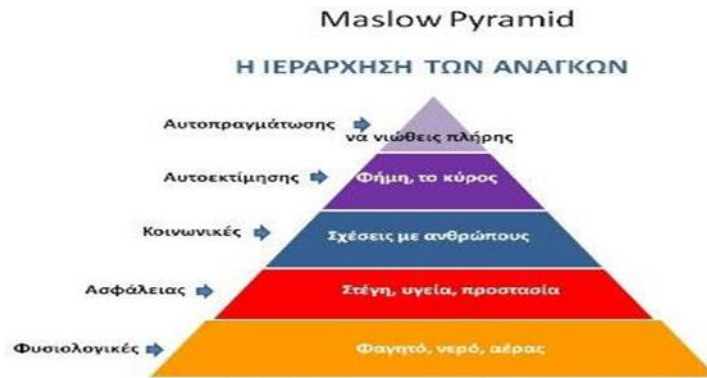 Maslow Pyramid
Η ΙΕΡΑΡΧΗΣΗ ΤΩΝ ΑΝΑΓΚΩΝ
Αυτοπραγμάτωσης
να νιώθεις πλήρης
Αυτοεκτίμησης
Φήμη, το κύρος
Κοινωνικές
Σχέσεις με ανθρώπους
Ασφάλειας
Στέγη, υγεία, προστασία
Φυσιολογικές
Φαγητό, νερό, αέρας